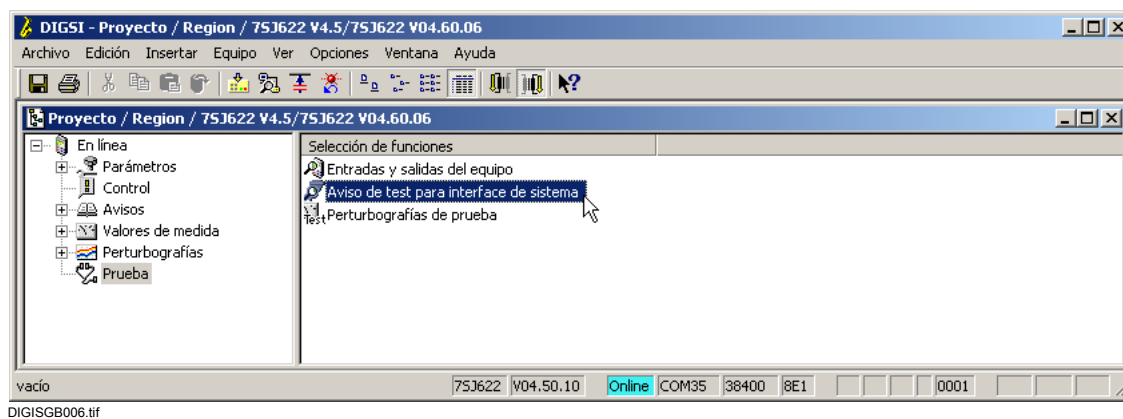 DIGSI - Proyecto / Region / 7SJ622 V4.5/7SJ622 V04.60.06
Archivo Edición Insertar Equipo Ver Opciones Ventana Ayuda
Proyecto / Region / 7SJ622 V4.5/7SJ622 V04.60.06
En línea
Parámetros
Control
Avisos
Valores de medida
Perturbografías
Prueba
Selección de funciones
Entradas y salidas del equipo
Aviso de test para interface de sistema
Test Perturbografías de prueba
vacío 7SJ622 V04.50.10 Online COM35 38400 8E1 0001
DIGISGB006.tif